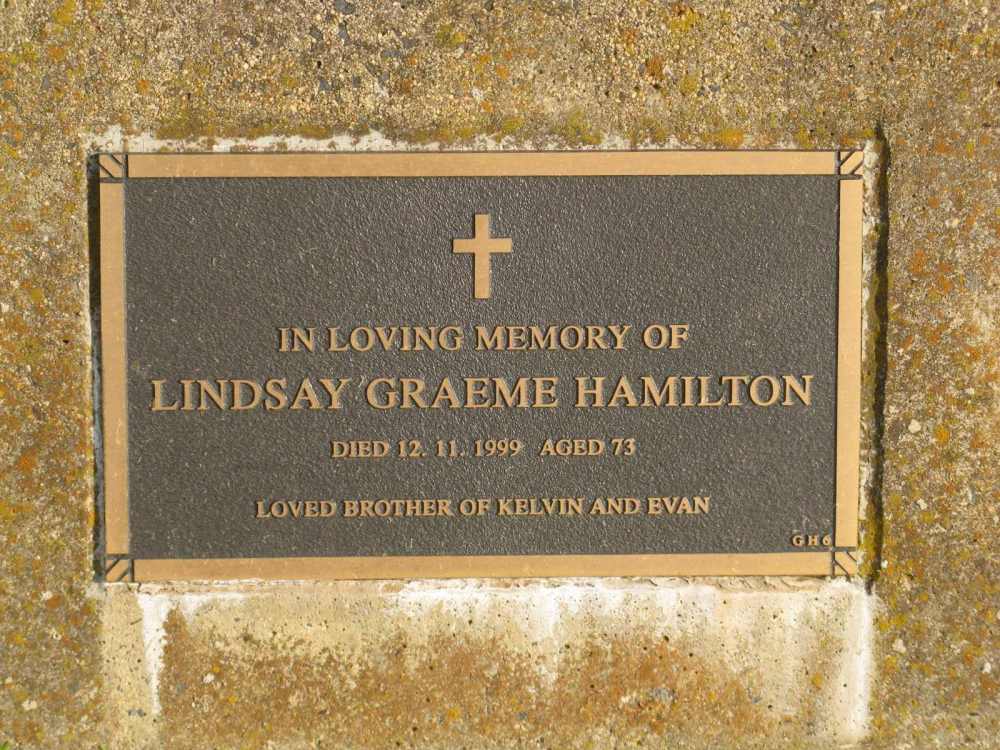 IN LOVING MEMORY OF
LINDSAY GRAEME HAMILTON
DIED 12. 11. 1999 AGED 73
LOVED BROTHER OF KELVIN AND EVAN
GH6